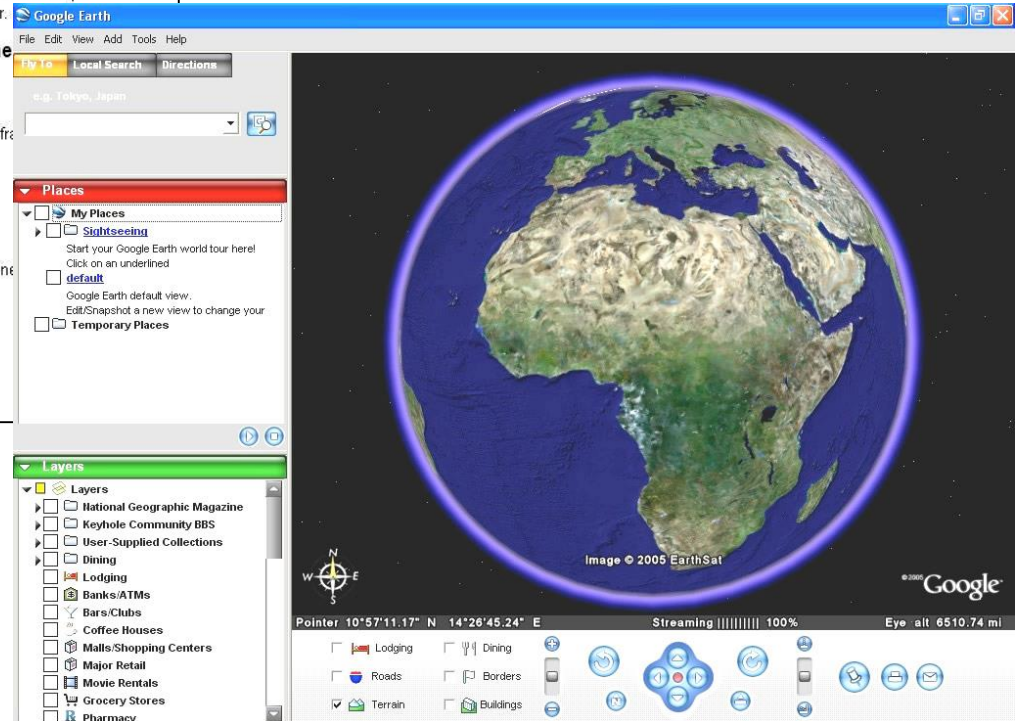 r.
Google Earth
File Edit View Add Tools Help
Fly To Local Search Directions
e.g. Tokyo, Japan
fra
Places
My Places
Sightseeing
Start your Google Earth world tour here!
Click on an underlined
default
Google Earth default view.
Edit/Snapshot a new view to change your
Temporary Places
Layers
Layers
National Geographic Magazine
Keyhole Community BBS
User-Supplied Collections
Dining
Lodging
Banks/ATMs
Bars/Clubs
Coffee Houses
Malls/Shopping Centers
Major Retail
Movie Rentals
Grocery Stores
Pharmacy
N
W E
S
Image © 2005 EarthSat
©2005 Google
Pointer 10°57'11.17" N 14°26'45.24" E Streaming |||||||||| 100% Eye alt 6510.74 mi
Lodging Dining
Roads Borders
Terrain Buildings